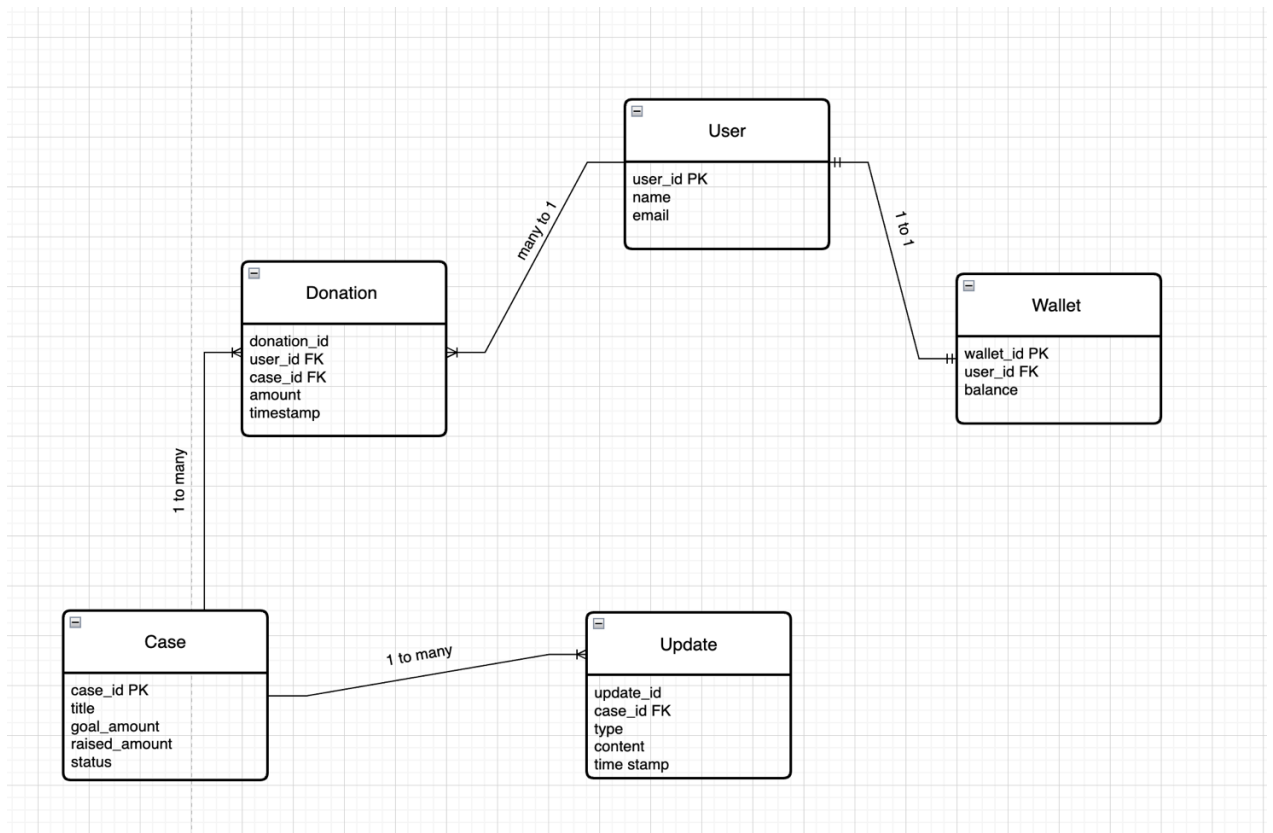 User
user_id PK
name
email
many to 1
1 to 1
Donation
donation_id
user_id FK
case_id FK
amount
timestamp
Wallet
wallet_id PK
user_id FK
balance
1 to many
Case
case_id PK
title
goal_amount
raised_amount
status
1 to many
Update
update_id
case_id FK
type
content
time stamp